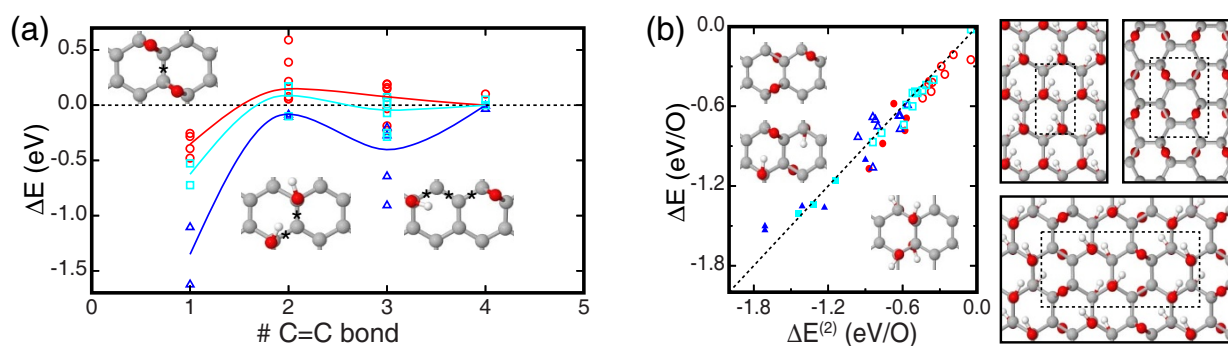 (a)
ΔE (eV)
0.5
0.0
-0.5
-1.0
-1.5
*
*
*
* * *
1 2 3 4 5
# C=C bond
(b)
ΔE (eV/O)
0.0
-0.6
-1.2
-1.8
-1.8 -1.2 -0.6 0.0
ΔE⁽²⁾ (eV/O)